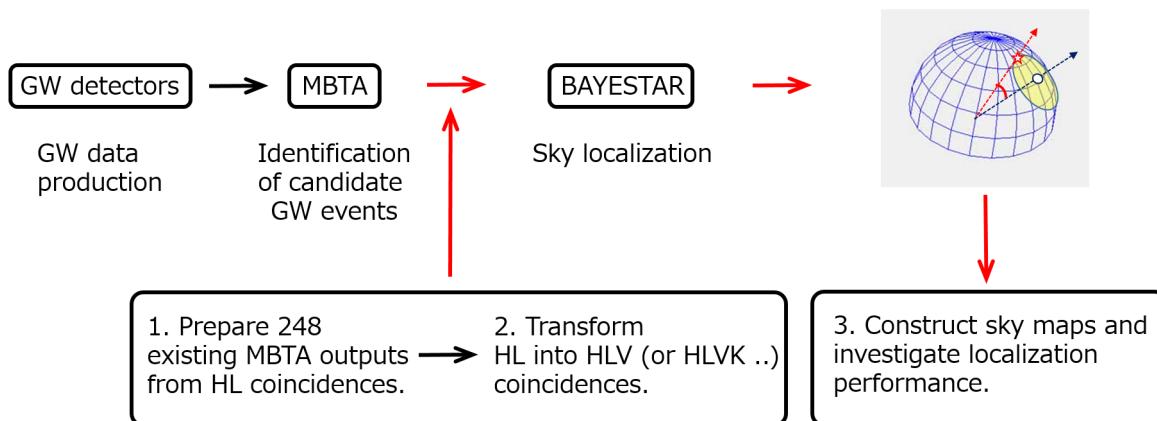 GW detectors
MBTA
BAYESTAR
GW data
production
Identification
of candidate
GW events
Sky localization
1. Prepare 248
existing MBTA outputs
from HL coincidences.
2. Transform
HL into HLV (or HLVK ..)
coincidences.
3. Construct sky maps and
investigate localization
performance.